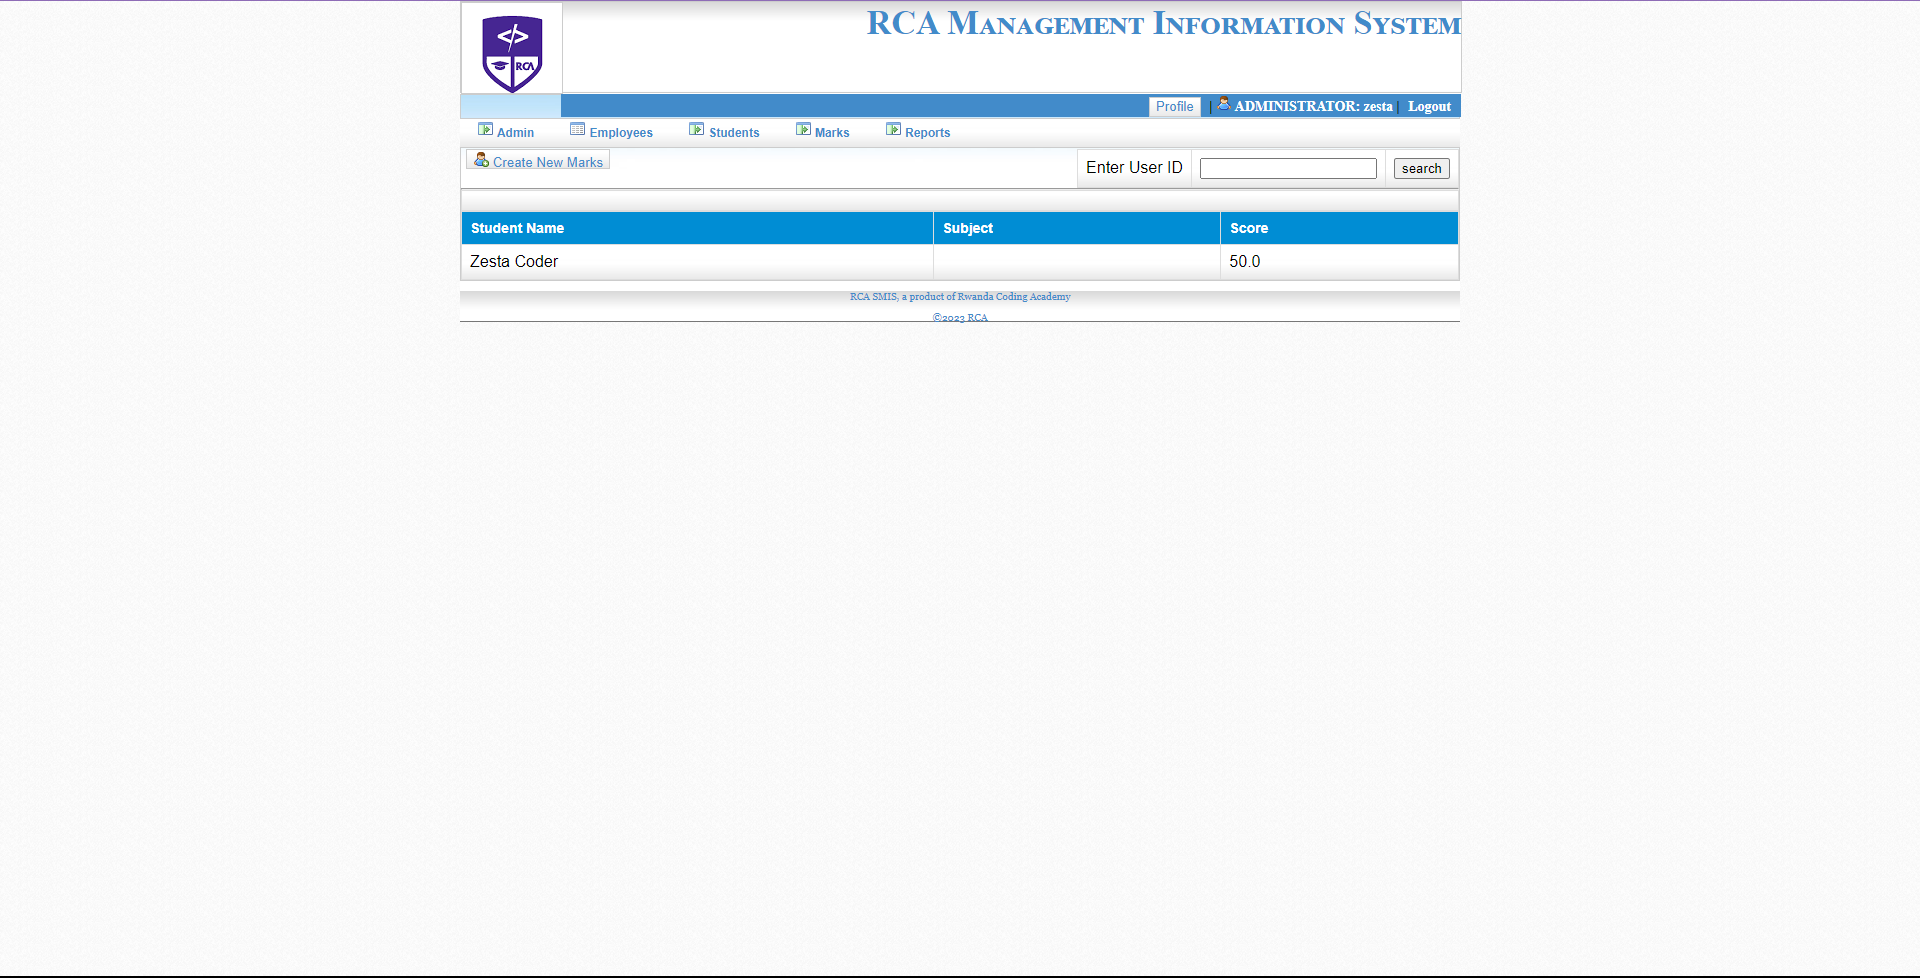 RCA Management Information System
</> RCA
Profile | ADMINISTRATOR: zesta | Logout
Admin Employees Students Marks Reports
Create New Marks Enter User ID search
Student Name Subject Score
Zesta Coder 50.0
RCA SMIS, a product of Rwanda Coding Academy
©2023 RCA